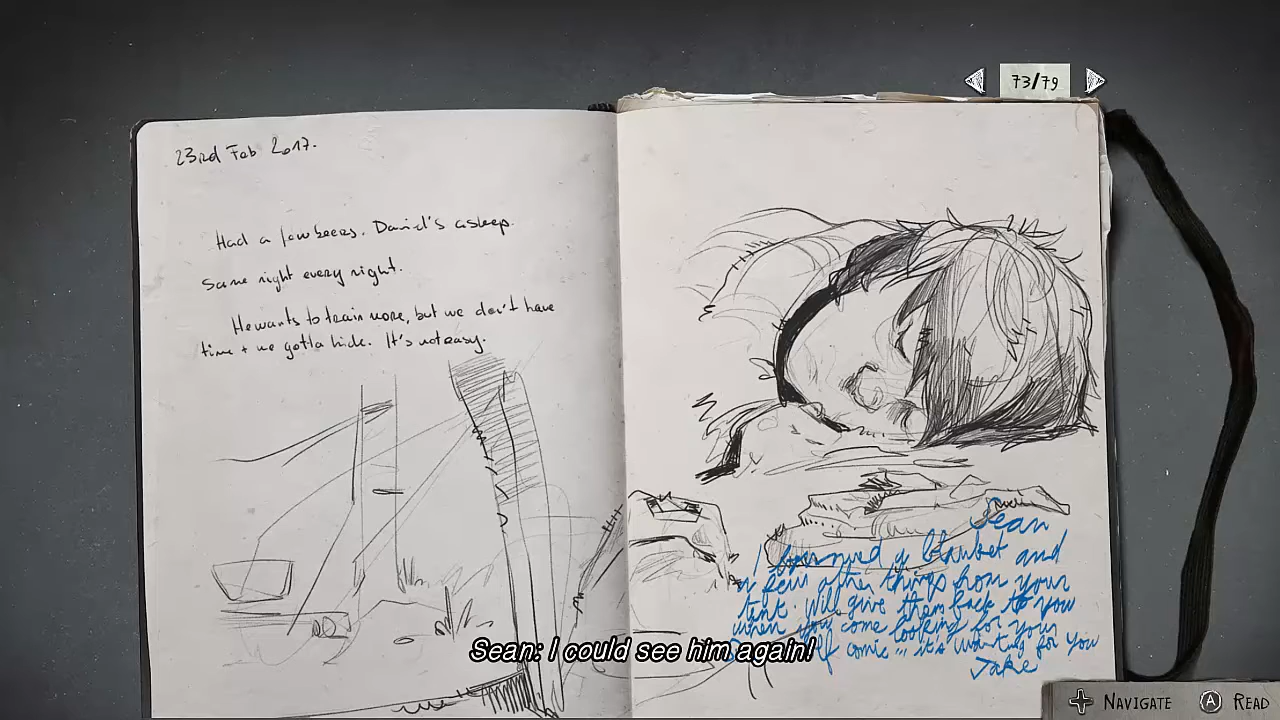 73/79
23rd Feb 2017.
Had a few beers. Daniel's asleep.
Same night every night.
He wants to train more, but we don't have
time + we gotta hide. It's not easy.
Sean
I borrowed a blanket and
a few other things from your
tent. Will give them back to you
when you come looking for your
elf comic... it's waiting for you
Jake
Sean: I could see him again!
NAVIGATE
A READ